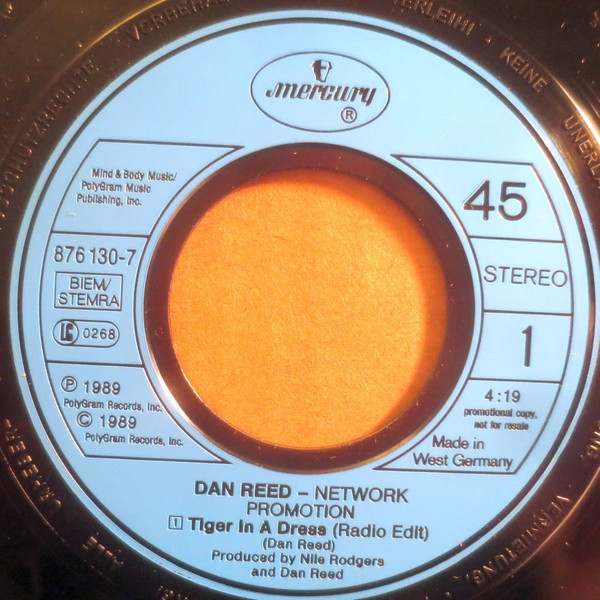 mercury
®
Mind & Body Music/
PolyGram Music
Publishing, Inc.
876 130-7
BIEM/
STEMRA
LC 0268
Ⓟ 1989
PolyGram Records, Inc.
© 1989
PolyGram Records, Inc.
45
STEREO
1
4:19
promotional copy,
not for resale
Made in
West Germany
DAN REED – NETWORK
PROMOTION
1 Tiger In A Dress (Radio Edit)
(Dan Reed)
Produced by Nile Rodgers
and Dan Reed
KEINE
VERMIETUNG,
ALLE